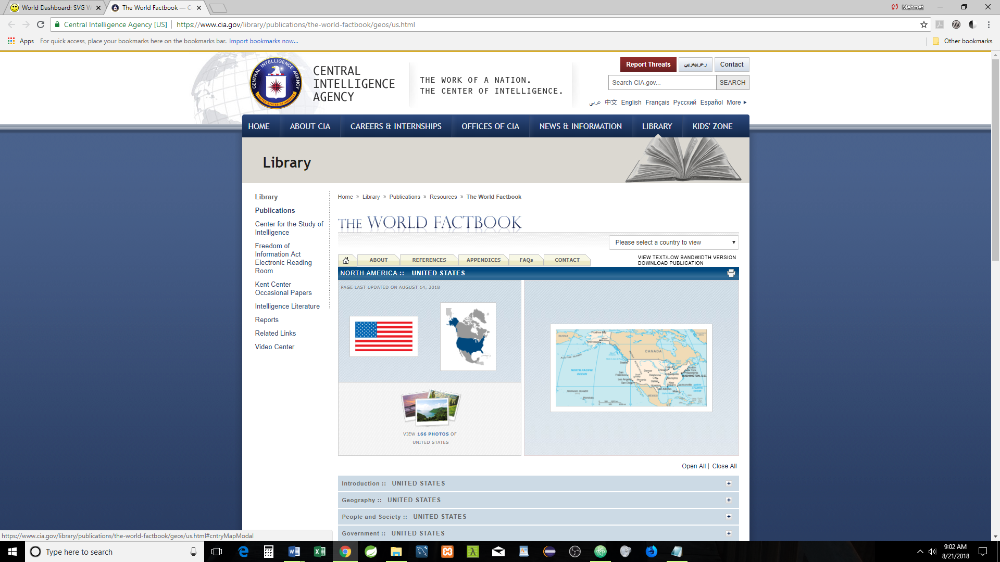 World Dashboard: SVG W
The World Factbook — C
Mehmet
Central Intelligence Agency [US]
https://www.cia.gov/library/publications/the-world-factbook/geos/us.html
Apps
For quick access, place your bookmarks here on the bookmarks bar. Import bookmarks now...
Other bookmarks
CENTRAL
INTELLIGENCE
AGENCY
THE WORK OF A NATION.
THE CENTER OF INTELLIGENCE.
Report Threats
Contact
Search CIA.gov...
SEARCH
عربي 中文 English Français Русский Español More
HOME
ABOUT CIA
CAREERS & INTERNSHIPS
OFFICES OF CIA
NEWS & INFORMATION
LIBRARY
KIDS' ZONE
Library
Library
Publications
Center for the Study of
Intelligence
Freedom of
Information Act
Electronic Reading
Room
Kent Center
Occasional Papers
Intelligence Literature
Reports
Related Links
Video Center
Home » Library » Publications » Resources » The World Factbook
THE WORLD FACTBOOK
Please select a country to view
ABOUT
REFERENCES
APPENDICES
FAQs
CONTACT
VIEW TEXT/LOW BANDWIDTH VERSION
DOWNLOAD PUBLICATION
NORTH AMERICA :: UNITED STATES
PAGE LAST UPDATED ON AUGUST 14, 2018
RUSSIA
CANADA
NORTH PACIFIC
OCEAN
MEXICO
WASHINGTON, D.C.
VIEW 166 PHOTOS OF
UNITED STATES
Open All | Close All
Introduction :: UNITED STATES
Geography :: UNITED STATES
People and Society :: UNITED STATES
Government :: UNITED STATES
https://www.cia.gov/library/publications/the-world-factbook/geos/us.html#cntryMapModal
Type here to search
9:02 AM
8/21/2018